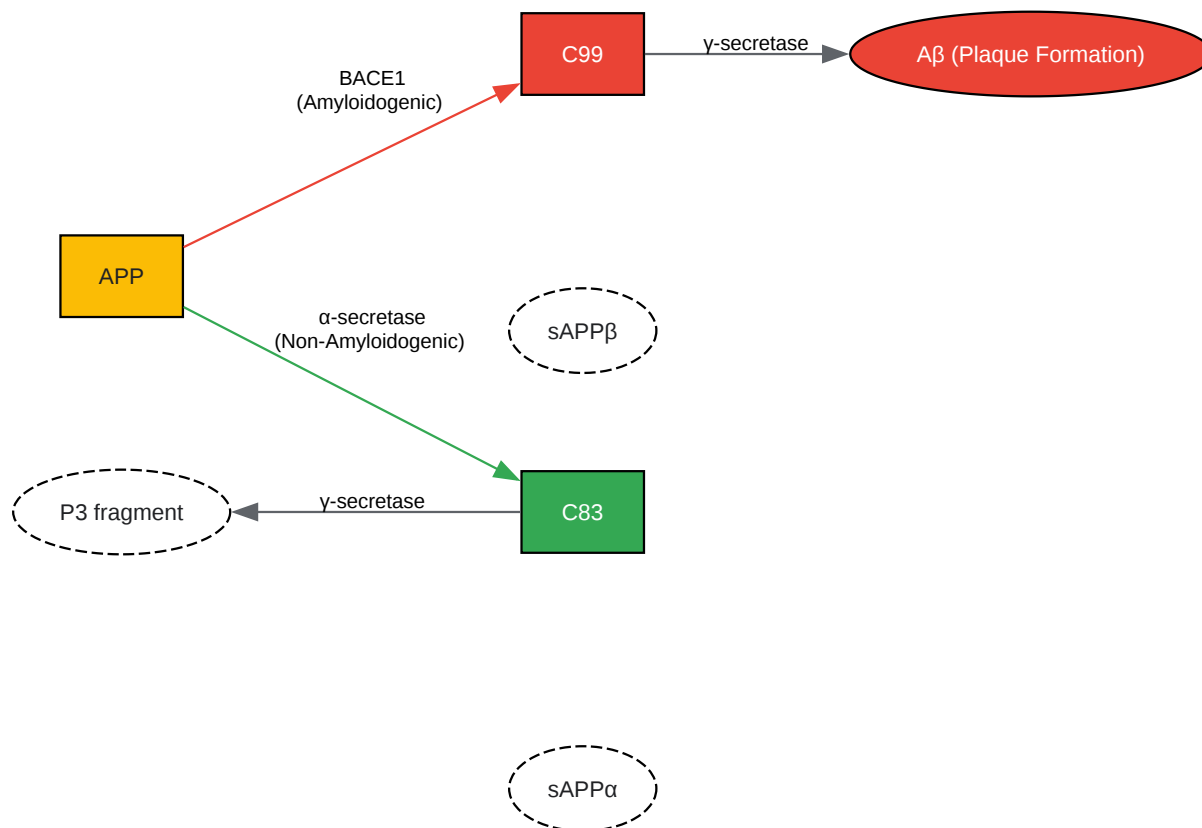 C99
γ-secretase
Aβ (Plaque Formation)
BACE1
(Amyloidogenic)
APP
α-secretase
(Non-Amyloidogenic)
sAPPβ
P3 fragment
γ-secretase
C83
sAPPα